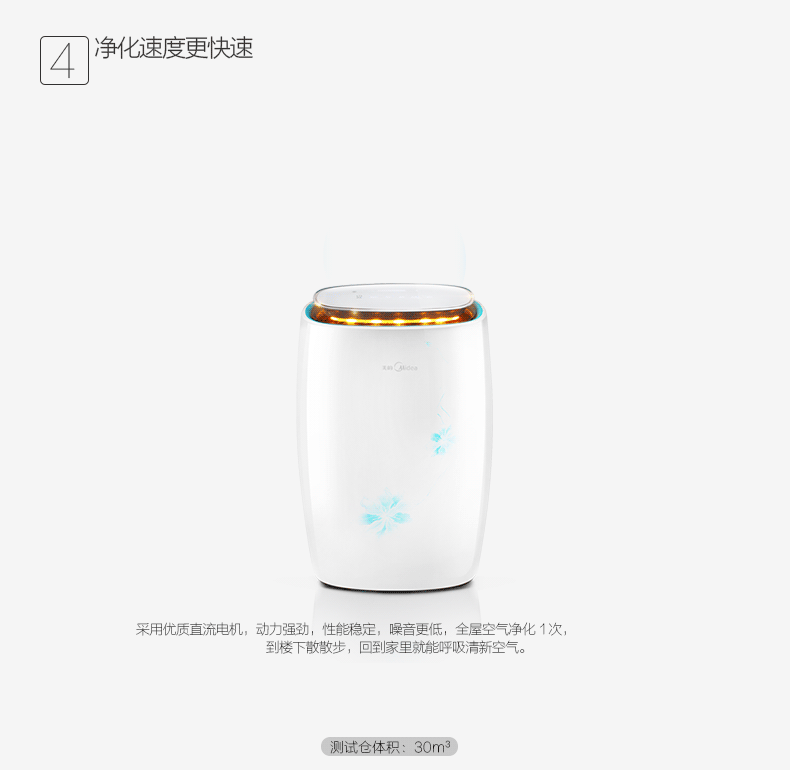 4
净化速度更快速
美的 Midea
采用优质直流电机，动力强劲，性能稳定，噪音更低，全屋空气净化 1次，
到楼下散散步，回到家里就能呼吸清新空气。
测试仓体积：30m³